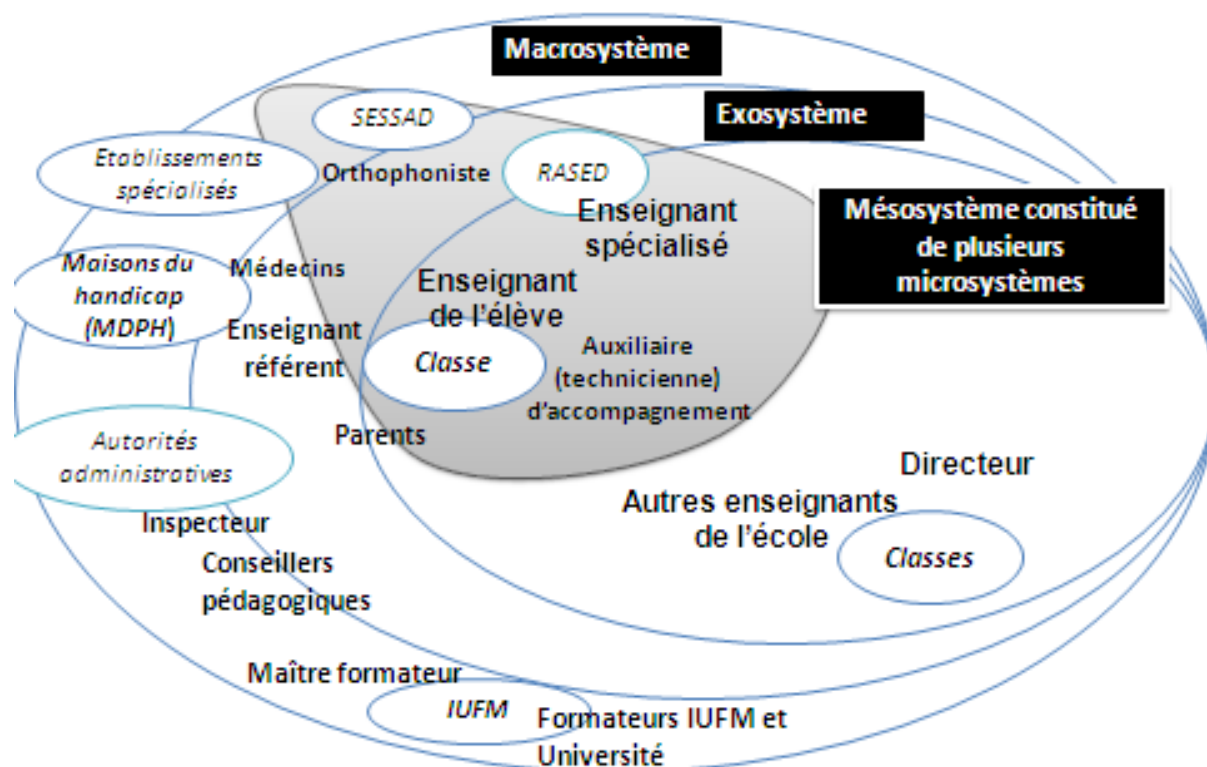 Macrosystème
Exosystème
SESSAD
Etablissements
spécialisés
Orthophoniste
RASED
Mésosystème constitué
de plusieurs
microsystèmes
Enseignant
spécialisé
Maisons du
handicap
(MDPH)
Médecins
Enseignant
de l'élève
Enseignant
référent
Classe
Auxiliaire
(technicienne)
d'accompagnement
Parents
Autorités
administratives
Directeur
Autres enseignants
de l'école
Classes
Inspecteur
Conseillers
pédagogiques
Maître formateur
IUFM
Formateurs IUFM et
Université